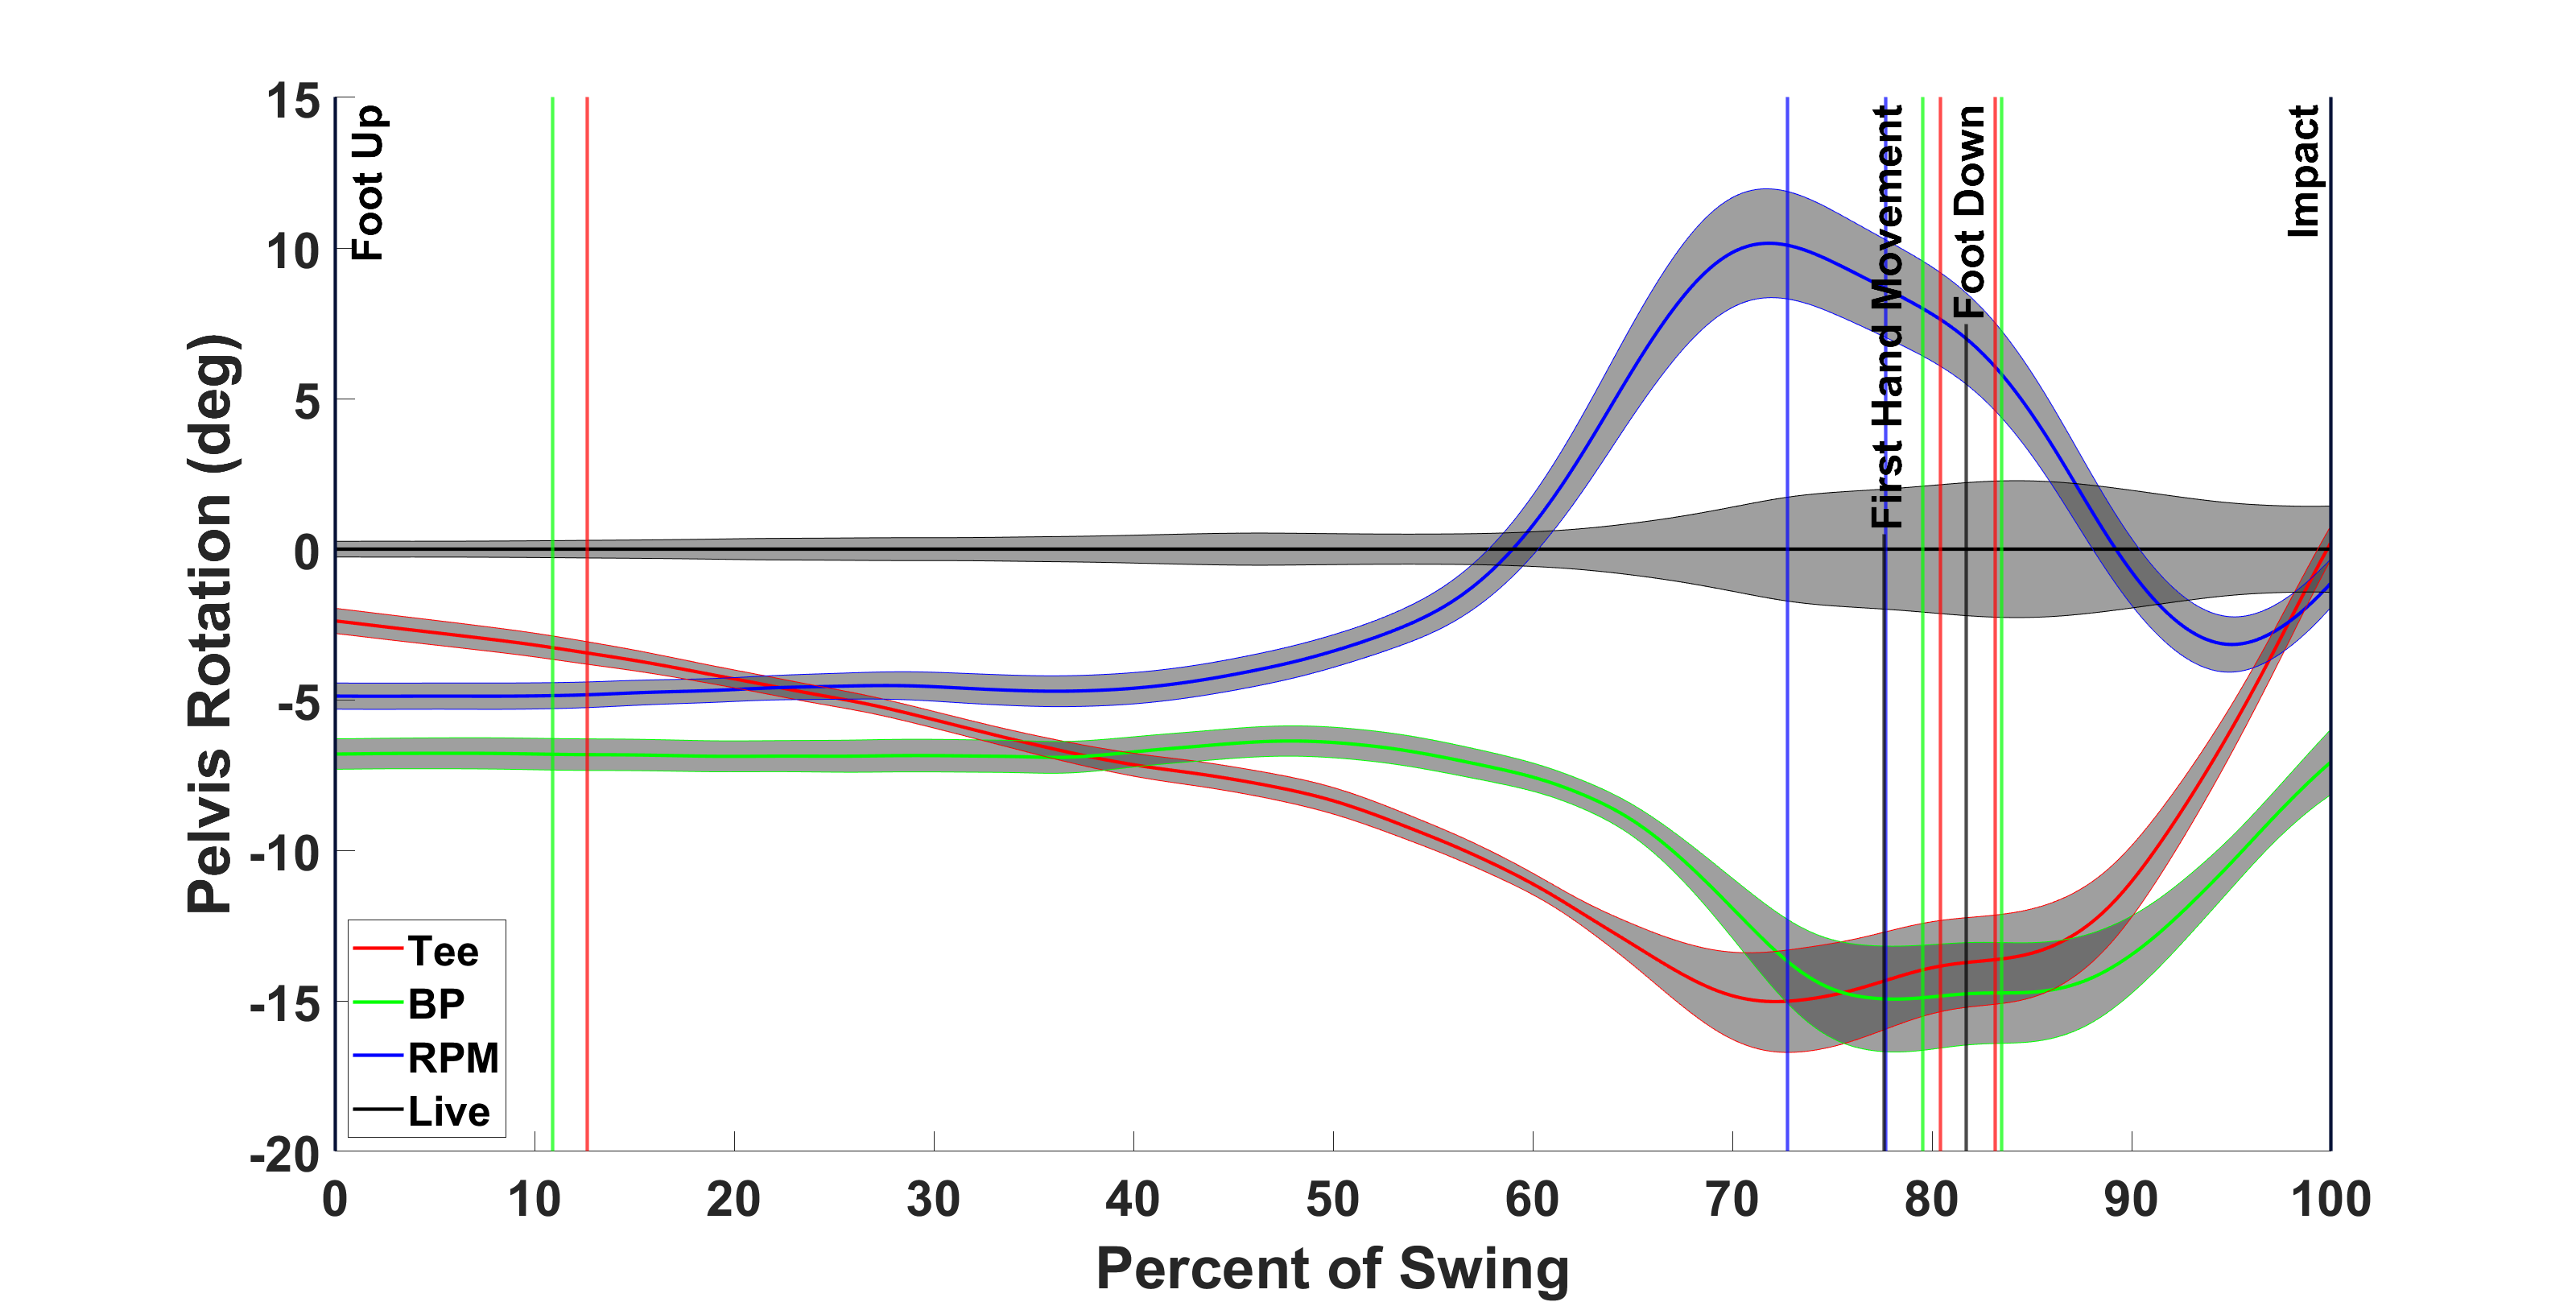 15
10
5
0
-5
-10
-15
-20
Pelvis Rotation (deg)
Foot Up
First Hand Movement
Foot Down
Impact
Tee
BP
RPM
Live
0 10 20 30 40 50 60 70 80 90 100
Percent of Swing